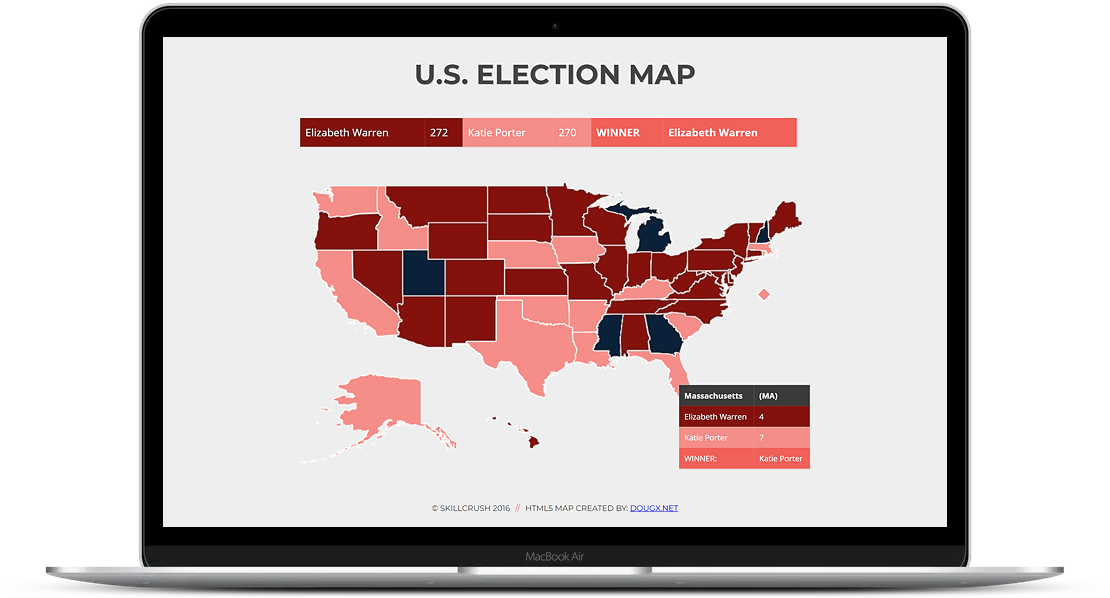 U.S. ELECTION MAP
Elizabeth Warren 272 Katie Porter 270 WINNER Elizabeth Warren
Massachusetts (MA)
Elizabeth Warren 4
Katie Porter 7
WINNER: Katie Porter
© SKILLCRUSH 2016 // HTML5 MAP CREATED BY: DOUGX.NET
MacBook Air